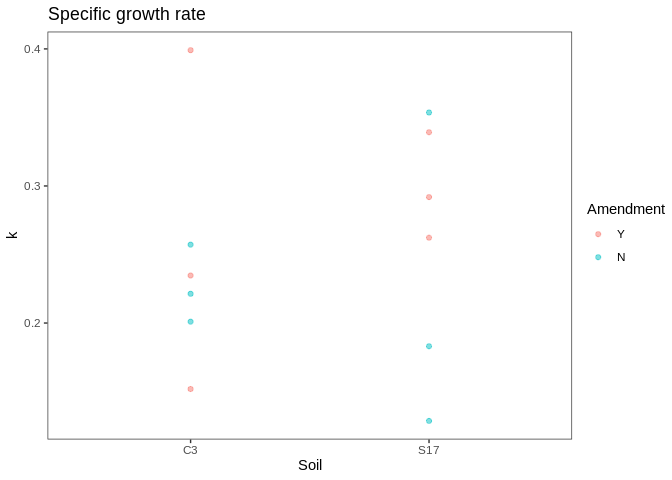 Specific growth rate
0.4
0.3
0.2
k
C3
S17
Soil
Amendment
Y
N